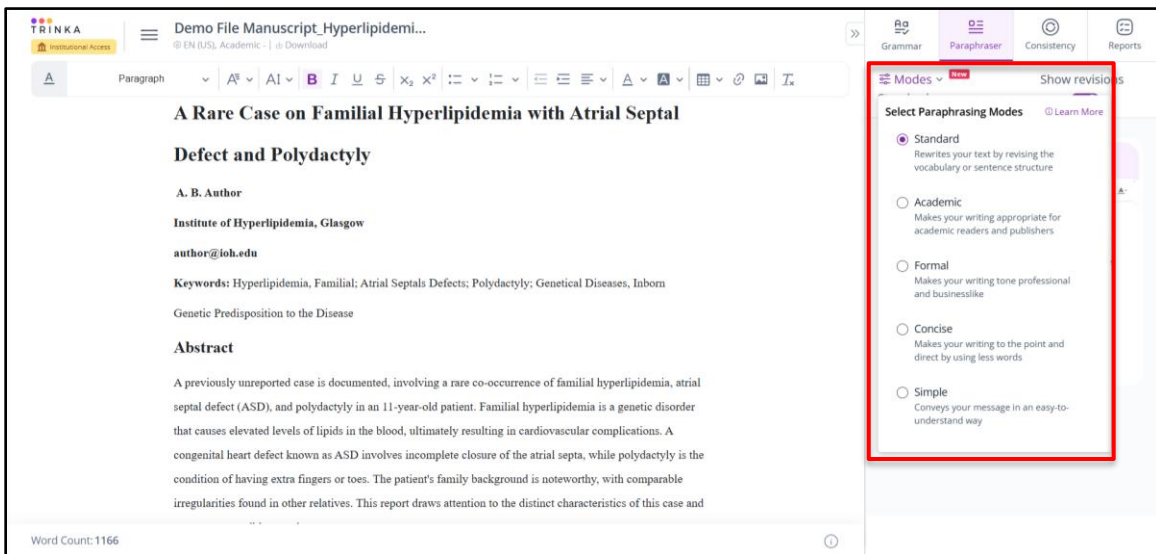 TRINKA
Institutional Access
Demo File Manuscript_Hyperlipidemi...
EN (US), Academic - | Download
Grammar
Paraphraser
Consistency
Reports
Paragraph
Modes
New
Show revisions
Select Paraphrasing Modes
Learn More
Standard
Rewrites your text by revising the
vocabulary or sentence structure
Academic
Makes your writing appropriate for
academic readers and publishers
Formal
Makes your writing tone professional
and businesslike
Concise
Makes your writing to the point and
direct by using less words
Simple
Conveys your message in an easy-to-
understand way
A Rare Case on Familial Hyperlipidemia with Atrial Septal
Defect and Polydactyly
A. B. Author
Institute of Hyperlipidemia, Glasgow
author@ioh.edu
Keywords: Hyperlipidemia, Familial; Atrial Septals Defects; Polydactyly; Genetical Diseases, Inborn
Genetic Predisposition to the Disease
Abstract
A previously unreported case is documented, involving a rare co-occurrence of familial hyperlipidemia, atrial
septal defect (ASD), and polydactyly in an 11-year-old patient. Familial hyperlipidemia is a genetic disorder
that causes elevated levels of lipids in the blood, ultimately resulting in cardiovascular complications. A
congenital heart defect known as ASD involves incomplete closure of the atrial septa, while polydactyly is the
condition of having extra fingers or toes. The patient's family background is noteworthy, with comparable
irregularities found in other relatives. This report draws attention to the distinct characteristics of this case and
Word Count: 1166